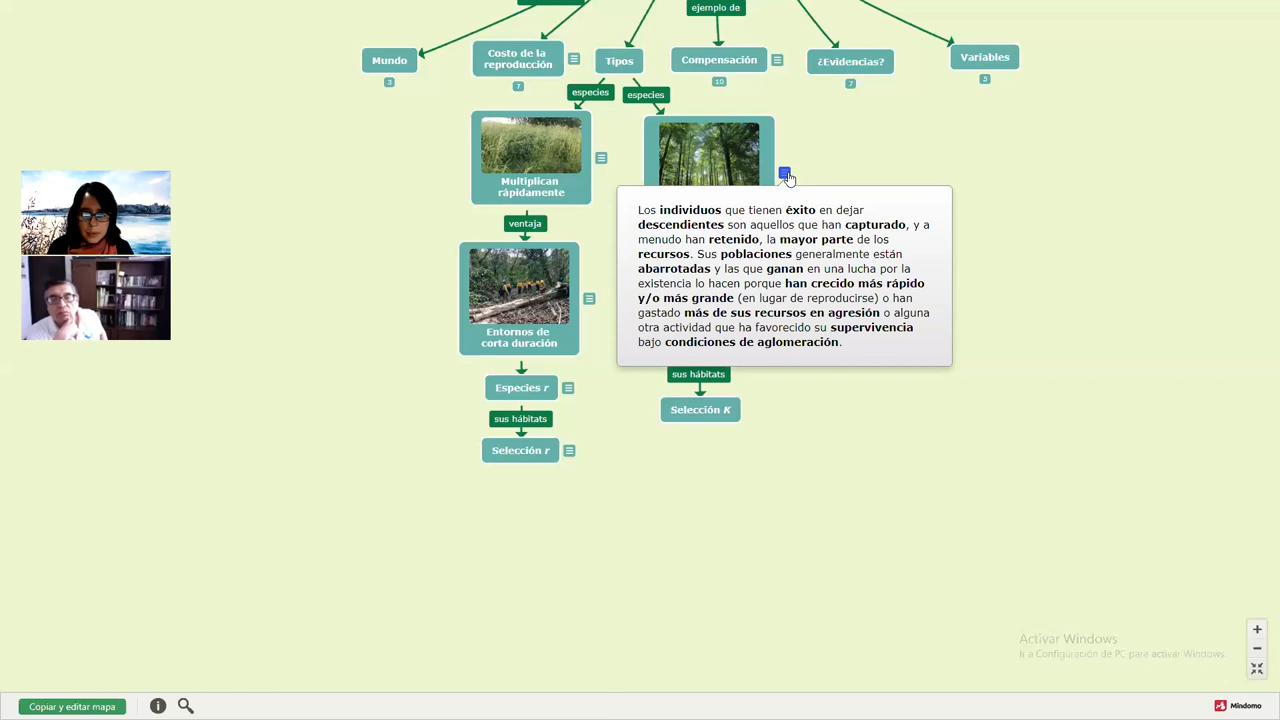 ejemplo de
Mundo
3
Costo de la
reproducción
7
Tipos
Compensación
10
¿Evidencias?
7
Variables
5
especies
especies
Multiplican
rápidamente
ventaja
Entornos de
corta duración
Especies r
sus hábitats
Selección r
Los individuos que tienen éxito en dejar
descendientes son aquellos que han capturado, y a
menudo han retenido, la mayor parte de los
recursos. Sus poblaciones generalmente están
abarrotadas y las que ganan en una lucha por la
existencia lo hacen porque han crecido más rápido
y/o más grande (en lugar de reproducirse) o han
gastado más de sus recursos en agresión o alguna
otra actividad que ha favorecido su supervivencia
bajo condiciones de aglomeración.
sus hábitats
Selección K
Activar Windows
Ir a Configuración de PC para activar Windows.
Copiar y editar mapa
Mindomo